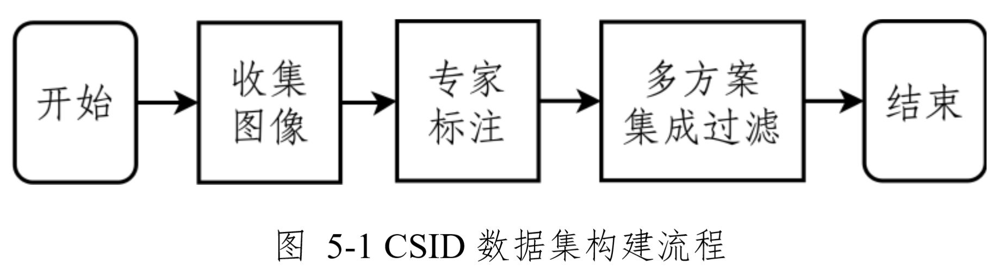 开始
收集
图像
专家
标注
多方案
集成过滤
结束
图 5-1 CSID 数据集构建流程